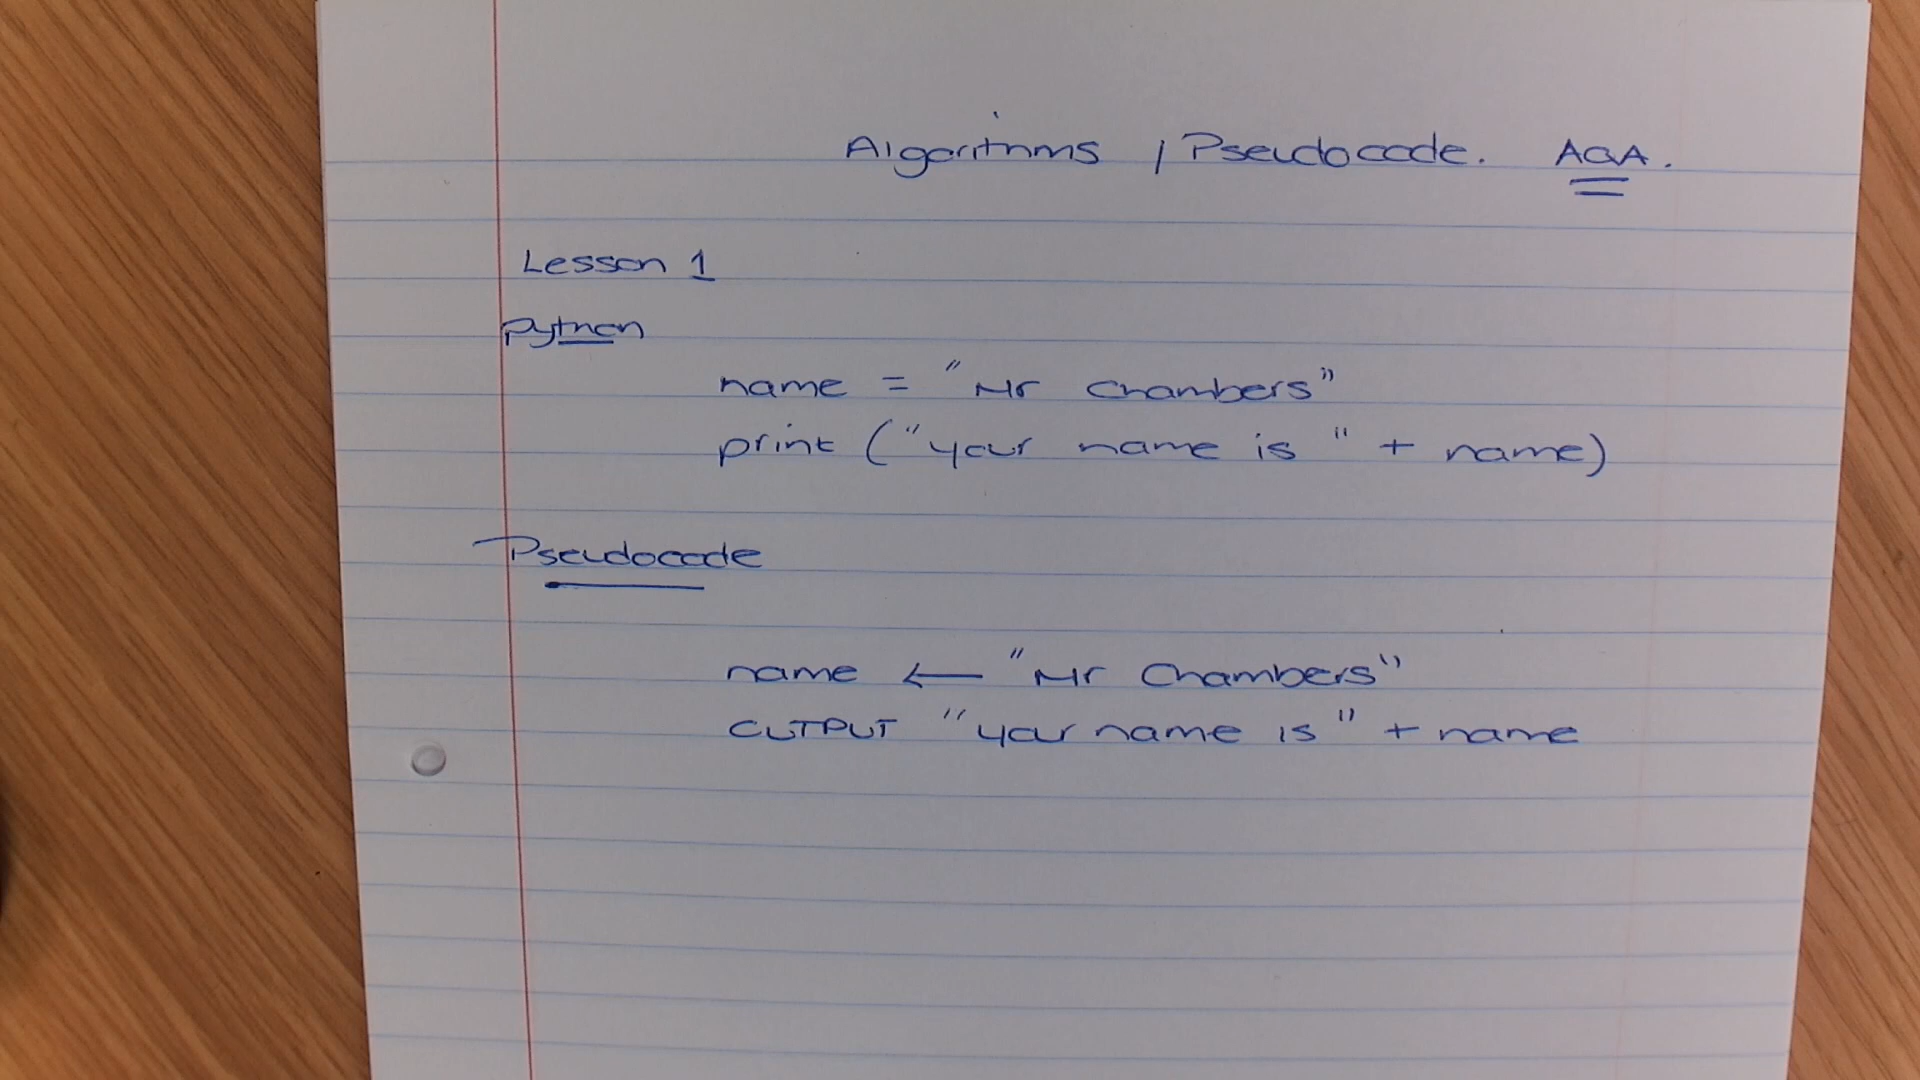 Algorithms / Pseudocode. AQA.
Lesson 1
Python
name = "Mr Chambers"
print ("your name is " + name)
Pseudocode
name ← "Mr Chambers"
OUTPUT "your name is " + name